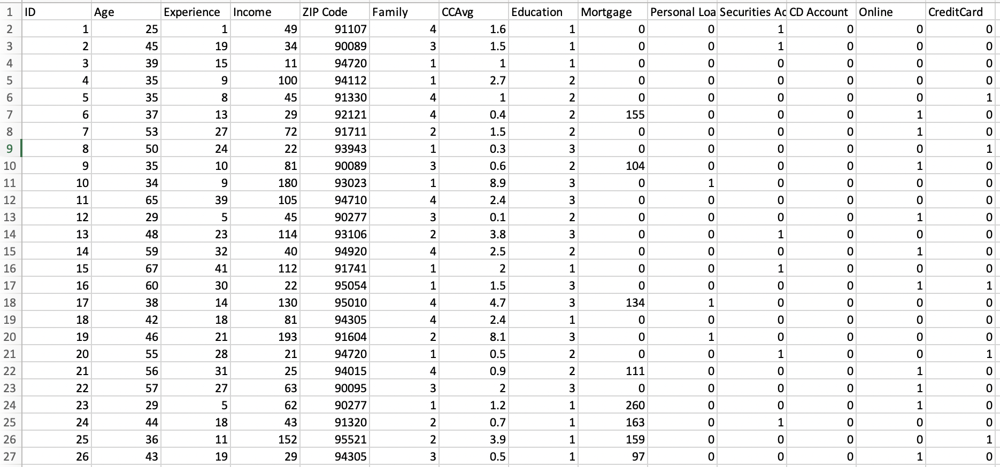 1 ID Age Experience Income ZIP Code Family CCAvg Education Mortgage Personal Loa Securities Ac CD Account Online CreditCard
2 1 25 1 49 91107 4 1.6 1 0 0 1 0 0 0
3 2 45 19 34 90089 3 1.5 1 0 0 1 0 0 0
4 3 39 15 11 94720 1 1 1 0 0 0 0 0 0
5 4 35 9 100 94112 1 2.7 2 0 0 0 0 0 0
6 5 35 8 45 91330 4 1 2 0 0 0 0 0 1
7 6 37 13 29 92121 4 0.4 2 155 0 0 0 1 0
8 7 53 27 72 91711 2 1.5 2 0 0 0 0 1 0
9 8 50 24 22 93943 1 0.3 3 0 0 0 0 0 1
10 9 35 10 81 90089 3 0.6 2 104 0 0 0 1 0
11 10 34 9 180 93023 1 8.9 3 0 1 0 0 0 0
12 11 65 39 105 94710 4 2.4 3 0 0 0 0 0 0
13 12 29 5 45 90277 3 0.1 2 0 0 0 0 1 0
14 13 48 23 114 93106 2 3.8 3 0 0 1 0 0 0
15 14 59 32 40 94920 4 2.5 2 0 0 0 0 1 0
16 15 67 41 112 91741 1 2 1 0 0 1 0 0 0
17 16 60 30 22 95054 1 1.5 3 0 0 0 0 1 1
18 17 38 14 130 95010 4 4.7 3 134 1 0 0 0 0
19 18 42 18 81 94305 4 2.4 1 0 0 0 0 0 0
20 19 46 21 193 91604 2 8.1 3 0 1 0 0 0 0
21 20 55 28 21 94720 1 0.5 2 0 0 1 0 0 1
22 21 56 31 25 94015 4 0.9 2 111 0 0 0 1 0
23 22 57 27 63 90095 3 2 3 0 0 0 0 1 0
24 23 29 5 62 90277 1 1.2 1 260 0 0 0 1 0
25 24 44 18 43 91320 2 0.7 1 163 0 1 0 0 0
26 25 36 11 152 95521 2 3.9 1 159 0 0 0 0 1
27 26 43 19 29 94305 3 0.5 1 97 0 0 0 1 0